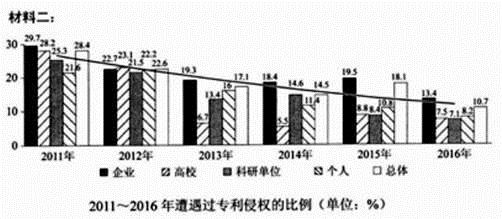 材料二：
30
20
10
0
29.7 28.2 25.3 21.6 28.4
22.7 23.1 21.5 22.2 22.6
19.3 6.7 13.4 16 17.1
18.4 5.5 14.6 11.4 14.5
19.5 8.8 8.4 10.8 18.1
13.4 7.5 7.1 8.2 10.7
2011年 2012年 2013年 2014年 2015年 2016年
企业 高校 科研单位 个人 总体
2011～2016年遭遇过专利侵权的比例（单位：%）